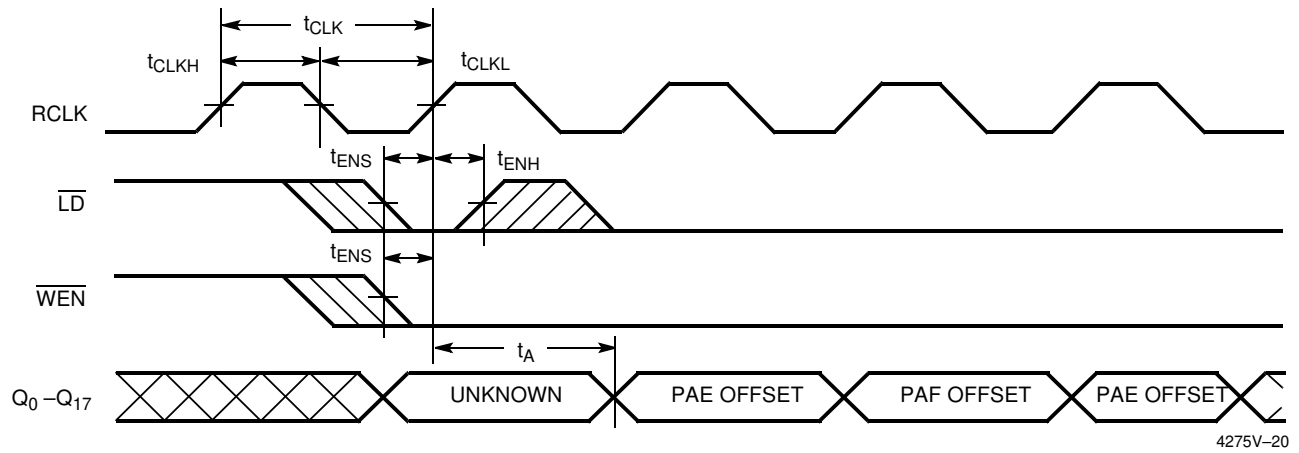 tCLK
tCLKH
tCLKL
RCLK
tENS
tENH
LD
tENS
WEN
tA
Q0 –Q17
UNKNOWN
PAE OFFSET
PAF OFFSET
PAE OFFSET
4275V–20